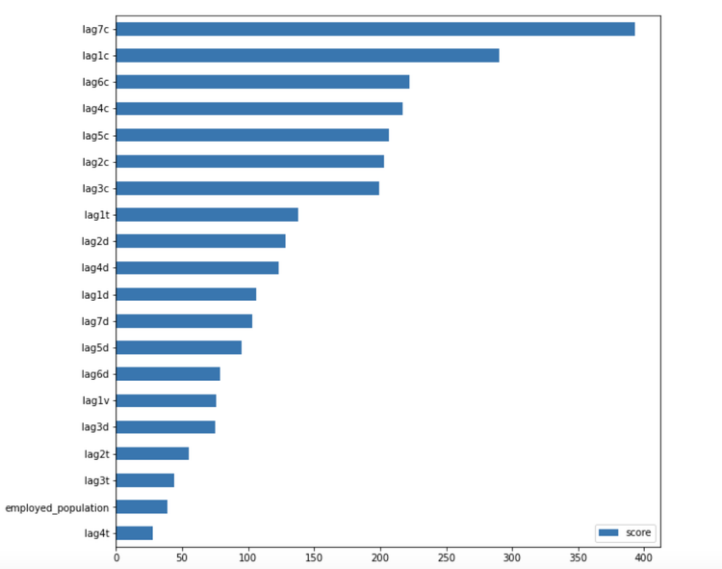 lag7c
lag1c
lag6c
lag4c
lag5c
lag2c
lag3c
lag1t
lag2d
lag4d
lag1d
lag7d
lag5d
lag6d
lag1v
lag3d
lag2t
lag3t
employed_population
lag4t
score
0 50 100 150 200 250 300 350 400